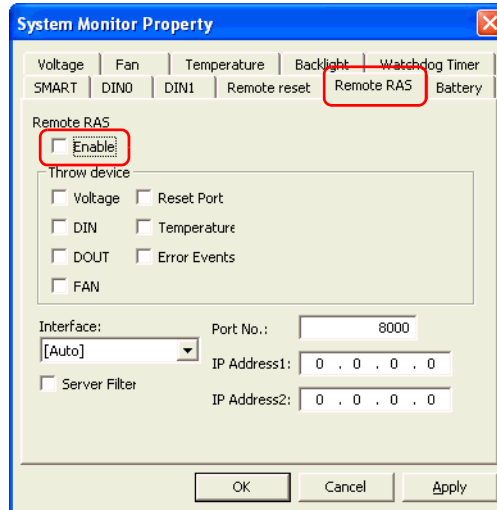 System Monitor Property
Voltage Fan Temperature Backlight Watchdog Timer
SMART DIN0 DIN1 Remote reset Remote RAS Battery
Remote RAS
Enable
Throw device
Voltage Reset Port
DIN Temperature
DOUT Error Events
FAN
Interface: Port No.: 8000
[Auto] IP Address1: 0 . 0 . 0 . 0
Server Filter IP Address2: 0 . 0 . 0 . 0
OK Cancel Apply